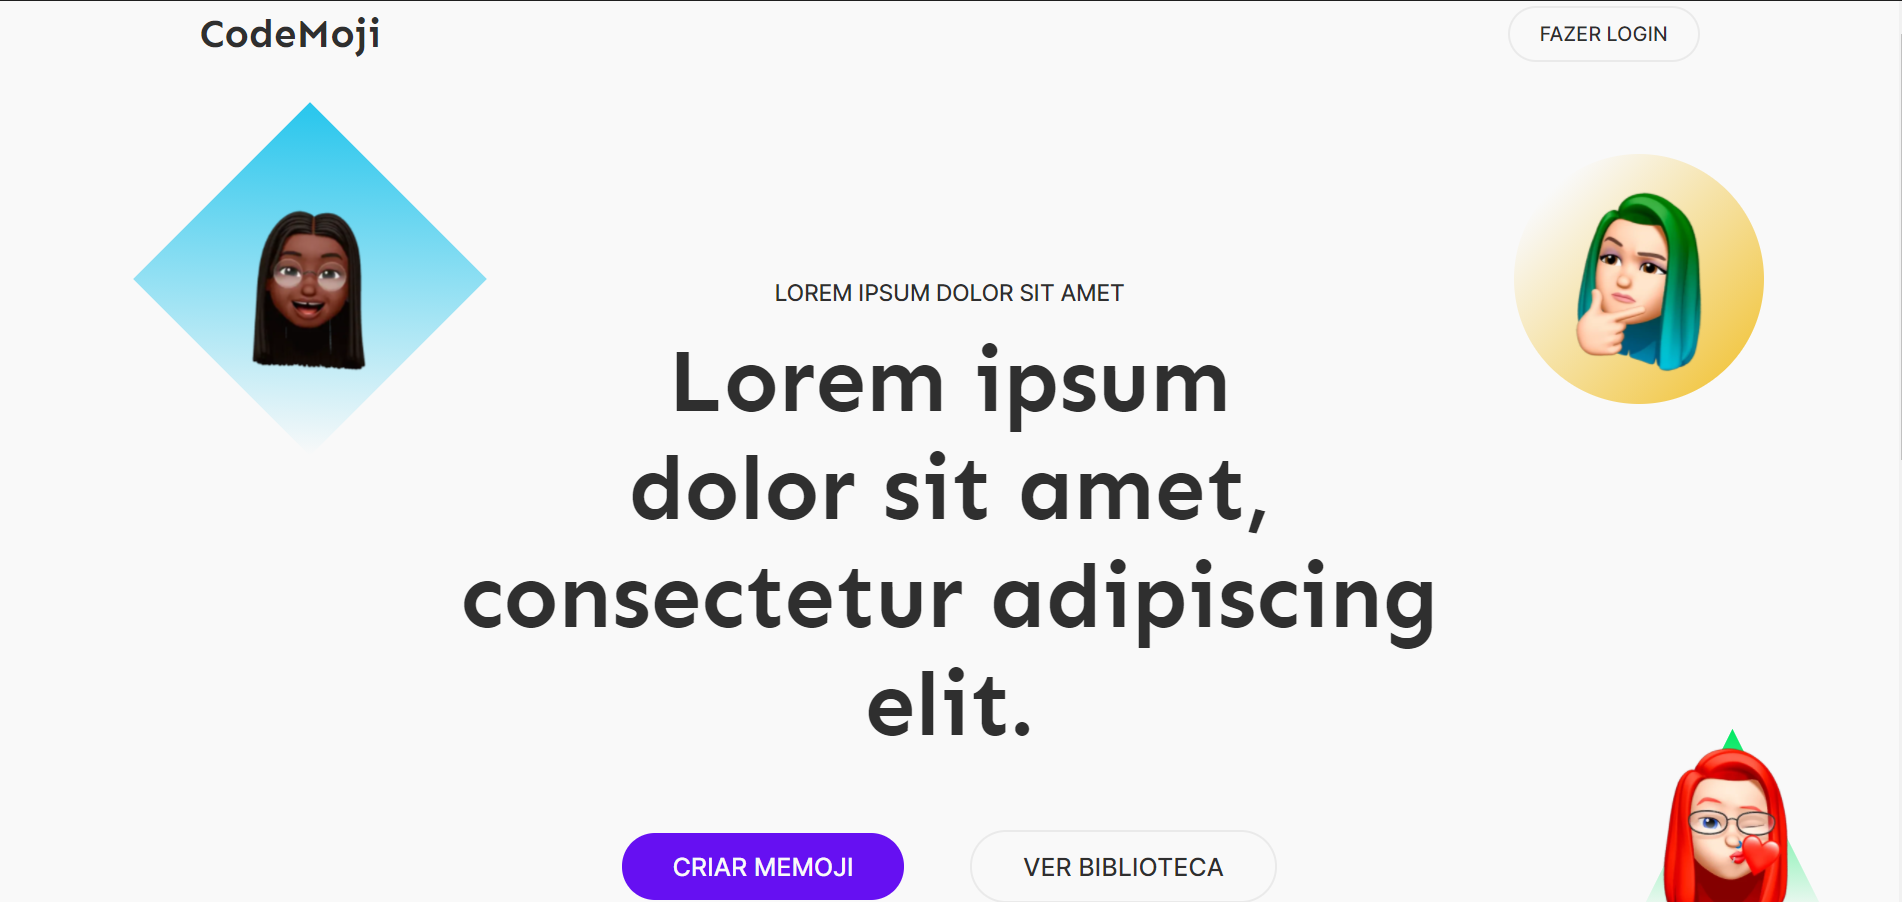 CodeMoji
FAZER LOGIN
LOREM IPSUM DOLOR SIT AMET
Lorem ipsum
dolor sit amet,
consectetur adipiscing
elit.
CRIAR MEMOJI
VER BIBLIOTECA